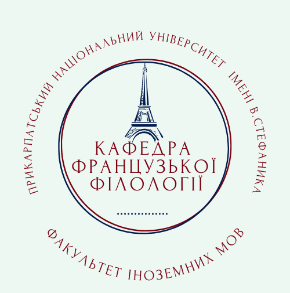 ПРИКАРПАТСЬКИЙ НАЦІОНАЛЬНИЙ УНІВЕРСИТЕТ ІМЕНІ В.СТЕФАНИКА
КАФЕДРА
ФРАНЦУЗЬКОЇ
ФІЛОЛОГІЇ
ФАКУЛЬТЕТ ІНОЗЕМНИХ МОВ